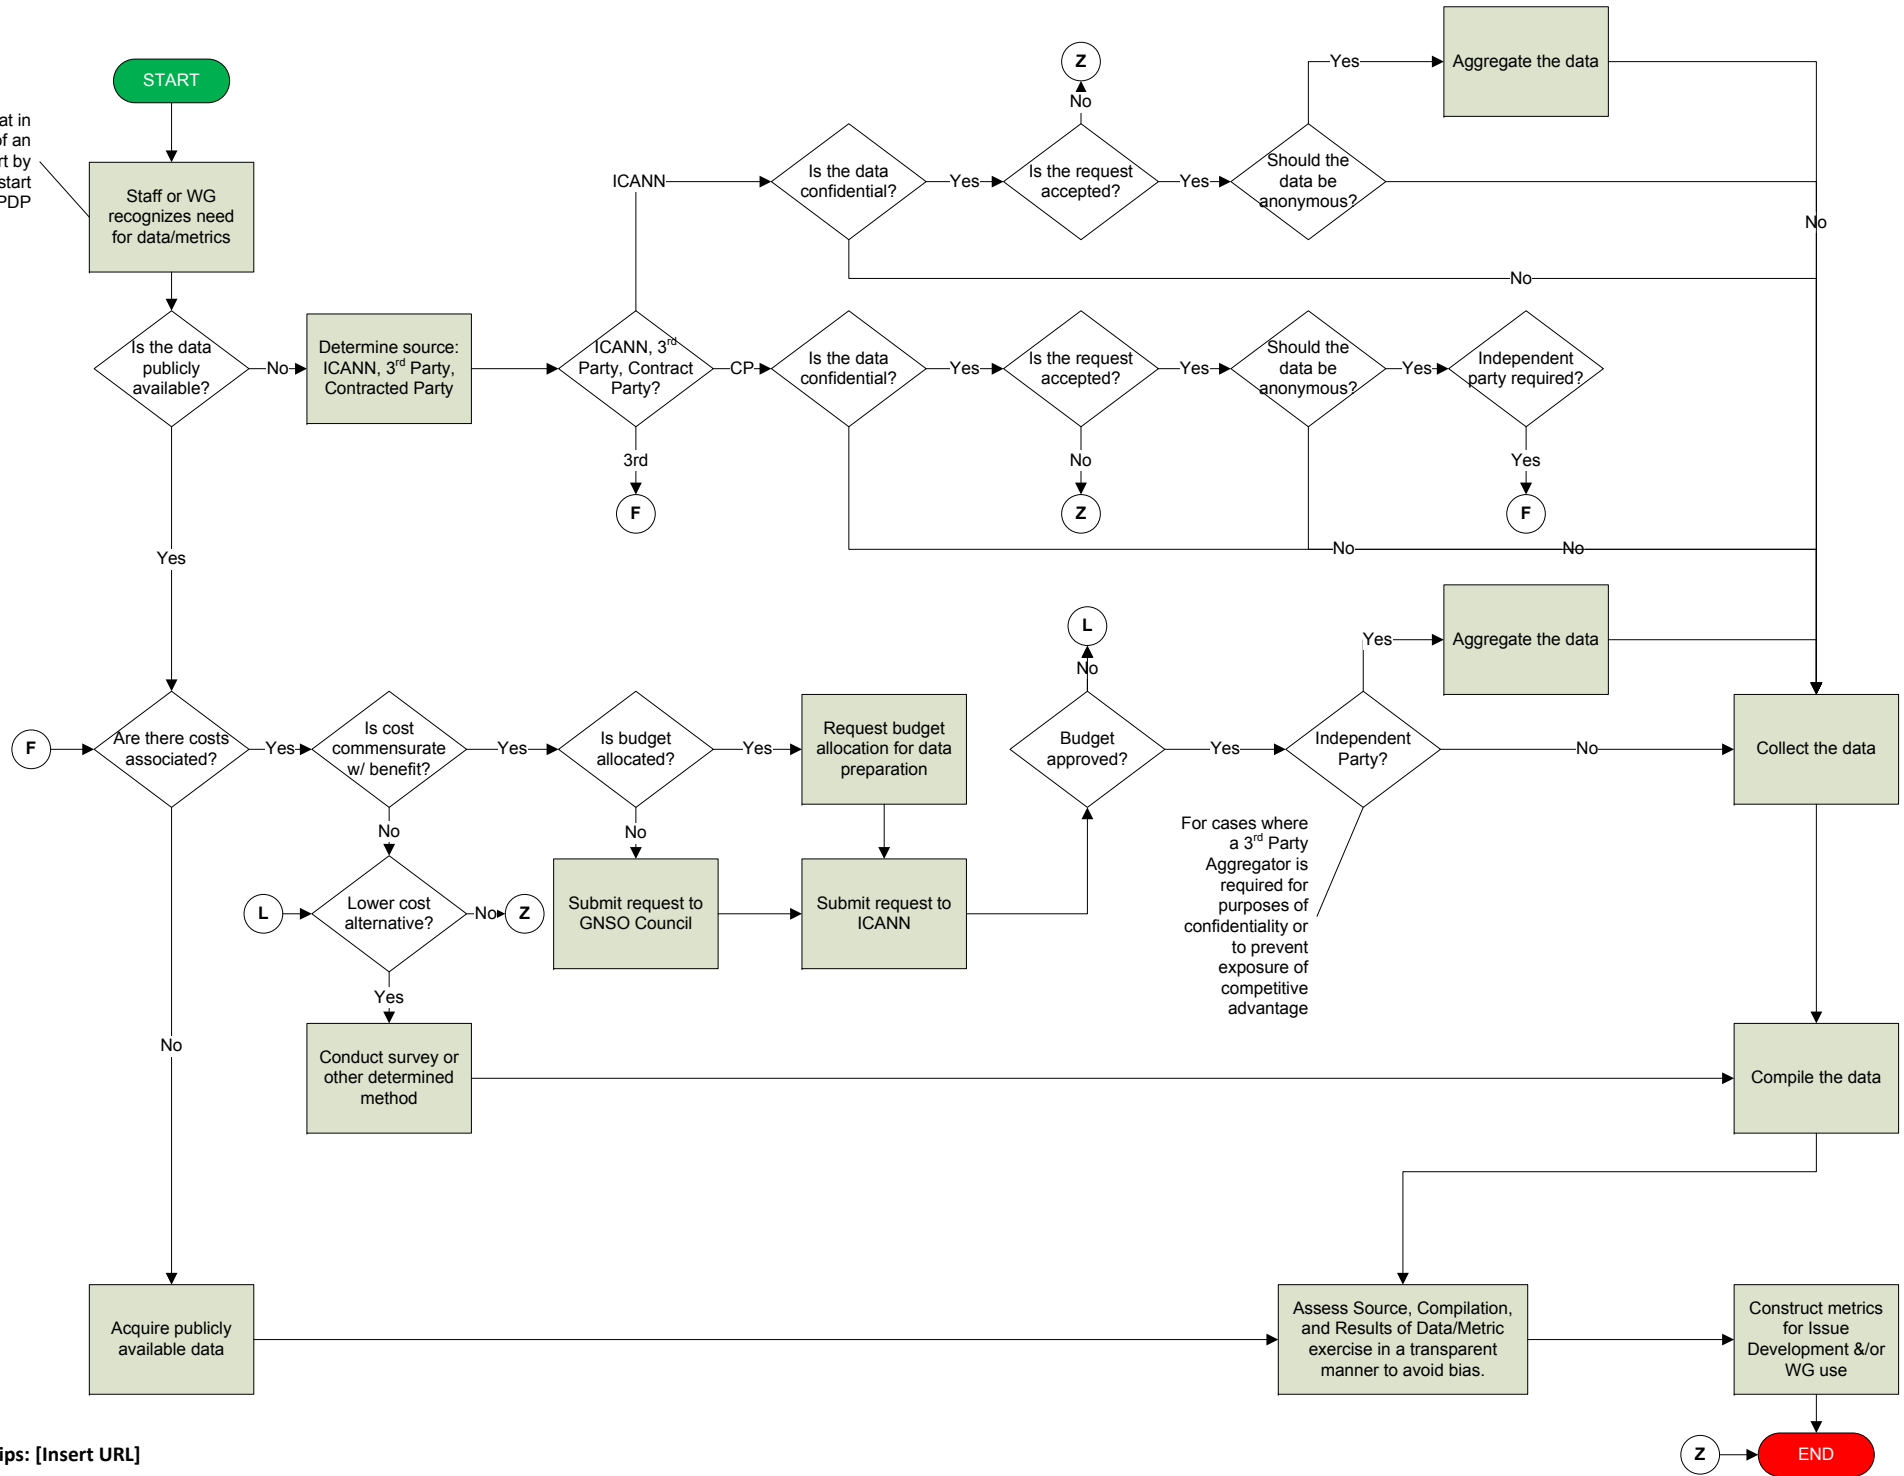 START
at in
of an
rt by
start
PDP
Staff or WG
recognizes need
for data/metrics
Is the data
publicly
available?
No
Determine source:
ICANN, 3rd Party,
Contracted Party
ICANN, 3rd
Party, Contract
Party?
ICANN
Is the data
confidential?
Yes
Is the request
accepted?
No
Z
Yes
Should the
data be
anonymous?
Yes
Aggregate the data
No
No
CP
Is the data
confidential?
Yes
Is the request
accepted?
Yes
Should the
data be
anonymous?
Yes
Independent
party required?
3rd
F
No
Z
Yes
F
No
No
Yes
F
Are there costs
associated?
Yes
Is cost
commensurate
w/ benefit?
Yes
Is budget
allocated?
Yes
Request budget
allocation for data
preparation
L
No
Budget
approved?
Yes
Independent
Party?
Yes
Aggregate the data
No
Collect the data
No
L
Lower cost
alternative?
No
Z
No
Submit request to
GNSO Council
Submit request to
ICANN
For cases where
a 3rd Party
Aggregator is
required for
purposes of
confidentiality or
to prevent
exposure of
competitive
advantage
Yes
Conduct survey or
other determined
method
Compile the data
No
Acquire publicly
available data
Assess Source, Compilation,
and Results of Data/Metric
exercise in a transparent
manner to avoid bias.
Construct metrics
for Issue
Development &/or
WG use
ips: [Insert URL]
Z
END